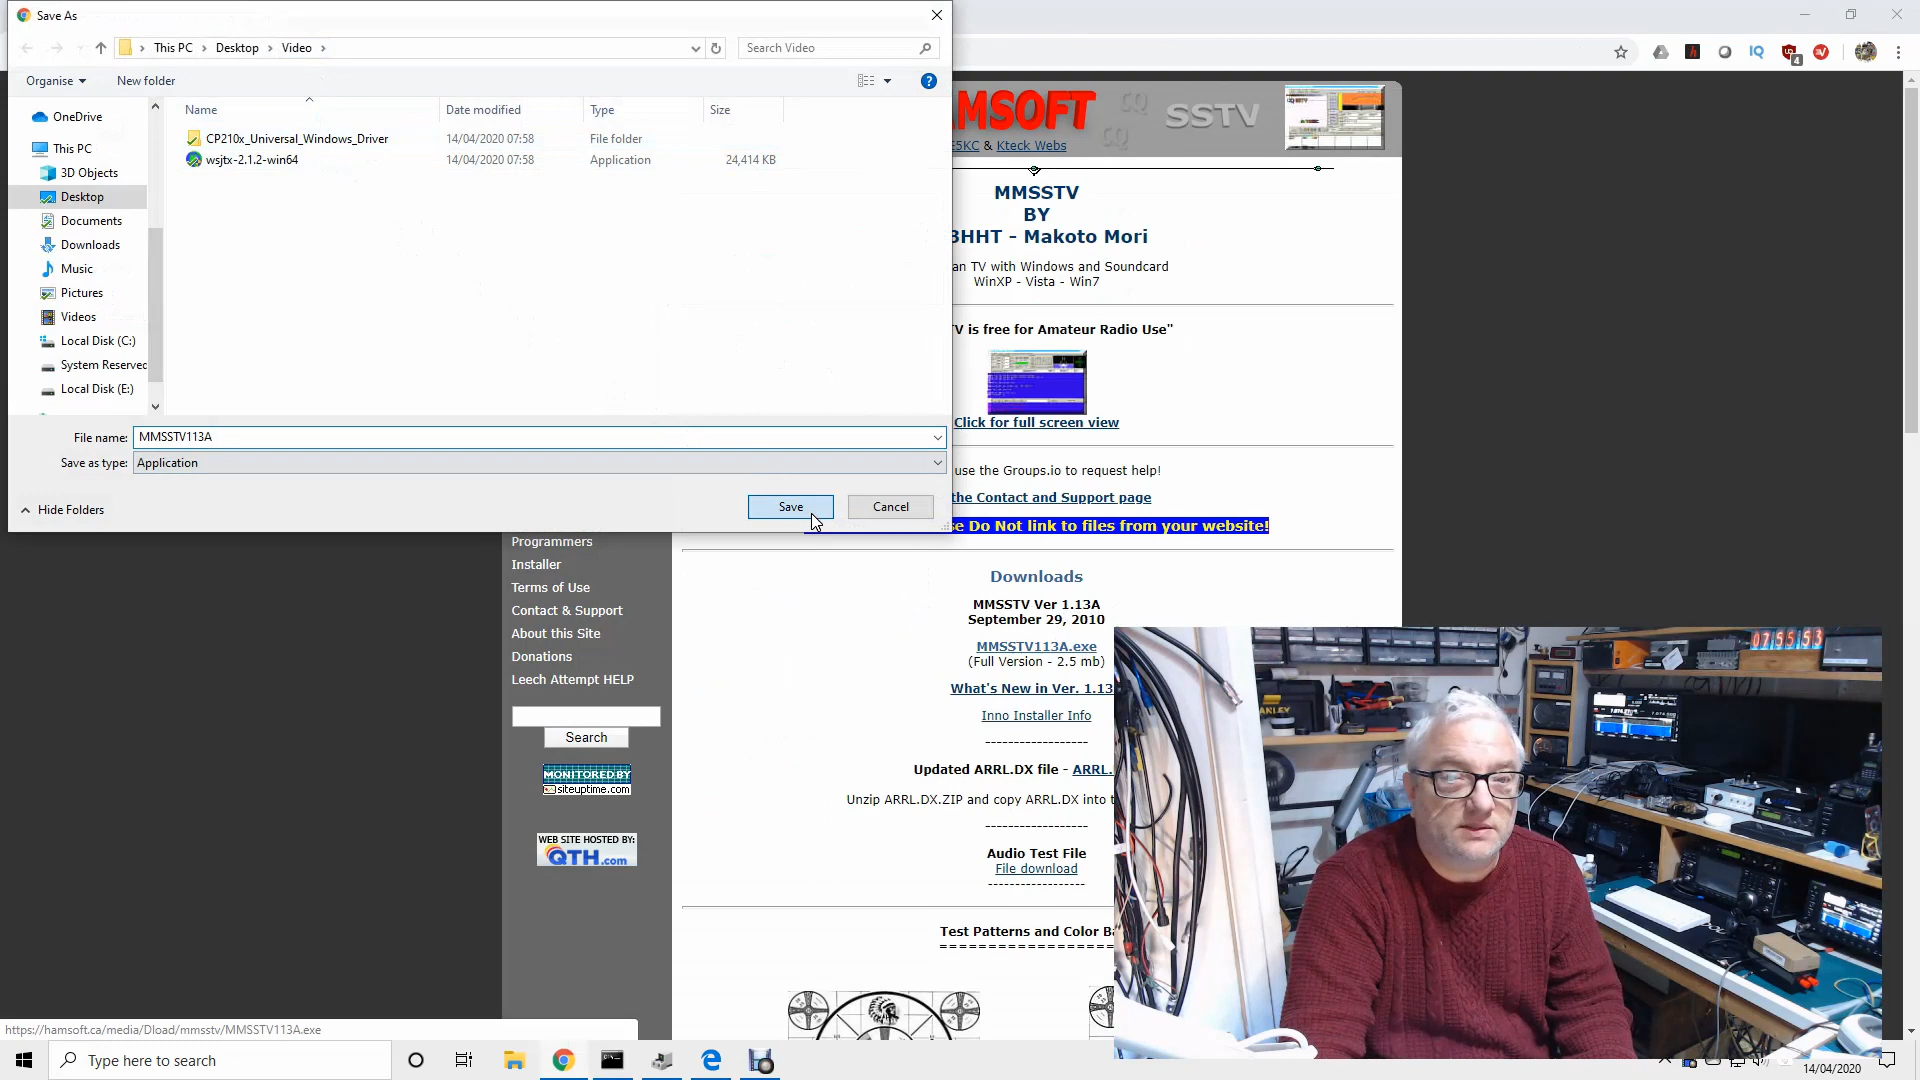 Save As
This PC
Desktop
Video
Search Video
Organise
New folder
Name
Date modified
Type
Size
OneDrive
This PC
3D Objects
Desktop
Documents
Downloads
Music
Pictures
Videos
Local Disk (C:)
System Reserved
Local Disk (E:)
CP210x_Universal_Windows_Driver
14/04/2020 07:58
File folder
wsjtx-2.1.2-win64
14/04/2020 07:58
Application
24,414 KB
File name:
MMSSTV113A
Save as type:
Application
Hide Folders
Save
Cancel
MSOFT
CQ
CQ
SSTV
E5KC & Kteck Webs
MMSSTV
BY
3HHT - Makoto Mori
an TV with Windows and Soundcard
WinXP - Vista - Win7
V is free for Amateur Radio Use"
Click for full screen view
use the Groups.io to request help!
the Contact and Support page
se Do Not link to files from your website!
Programmers
Installer
Terms of Use
Contact & Support
About this Site
Donations
Leech Attempt HELP
Search
MONITORED BY
siteuptime.com
WEB SITE HOSTED BY:
QTH.com
Downloads
MMSSTV Ver 1.13A
September 29, 2010
MMSSTV113A.exe
(Full Version - 2.5 mb)
What's New in Ver. 1.13
Inno Installer Info
------------------
Updated ARRL.DX file - ARRL.
Unzip ARRL.DX.ZIP and copy ARRL.DX into t
------------------
Audio Test File
File download
-----------------
Test Patterns and Color Ba
====================
07 55 53
STANLEY
https://hamsoft.ca/media/Dload/mmsstv/MMSSTV113A.exe
Type here to search
14/04/2020
IQ
4